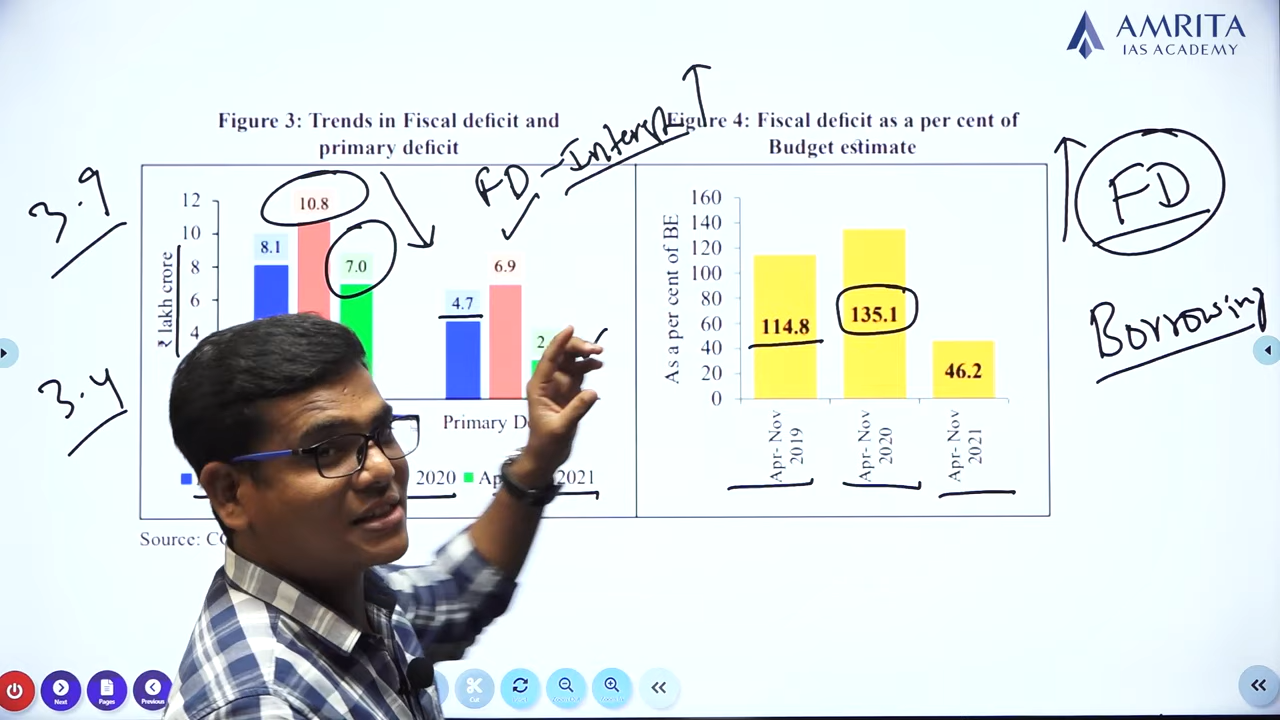 AMRITA
IAS ACADEMY
Figure 3: Trends in Fiscal deficit and
primary deficit
FD - Interest
Figure 4: Fiscal deficit as a per cent of
Budget estimate
3.9
3.4
₹ lakh crore
12
10
8
6
4
8.1
10.8
7.0
4.7
6.9
Primary
2020
2021
Source:
As a per cent of BE
160
140
120
100
80
60
40
20
0
114.8
135.1
46.2
Apr- Nov
2019
Apr- Nov
2020
Apr- Nov
2021
FD
Borrowing
Next
Pages
Previous
Cut